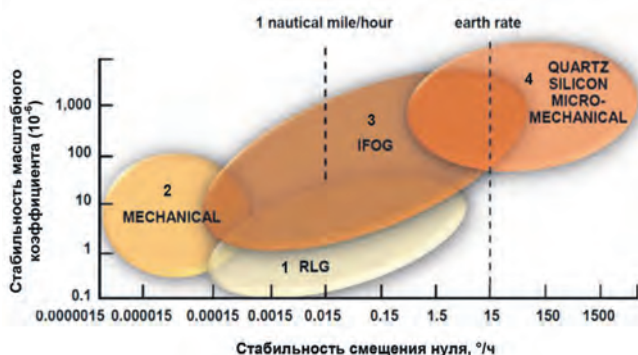 1 nautical mile/hour earth rate
Стабильность масштабного
коэффициента (10⁻⁶)
1,000
100
10
1
0.1
4 QUARTZ
SILICON
MICRO-
MECHANICAL
3
IFOG
2
MECHANICAL
1 RLG
0.0000015 0.000015 0.00015 0.0015 0.015 0.15 1.5 15 150 1500
Стабильность смещения нуля, °/ч